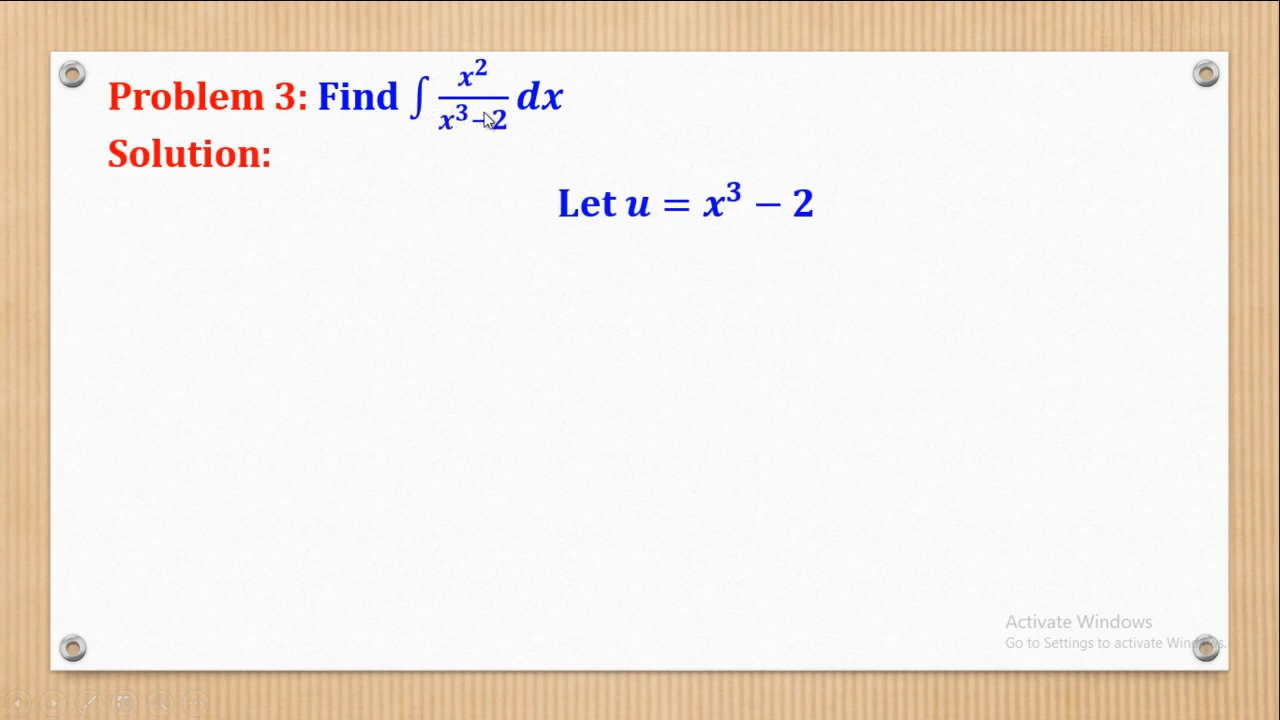 Problem 3: Find ∫ x²/(x³−2) dx
Solution:
Let u = x³ − 2
Activate Windows
Go to Settings to activate Windows.